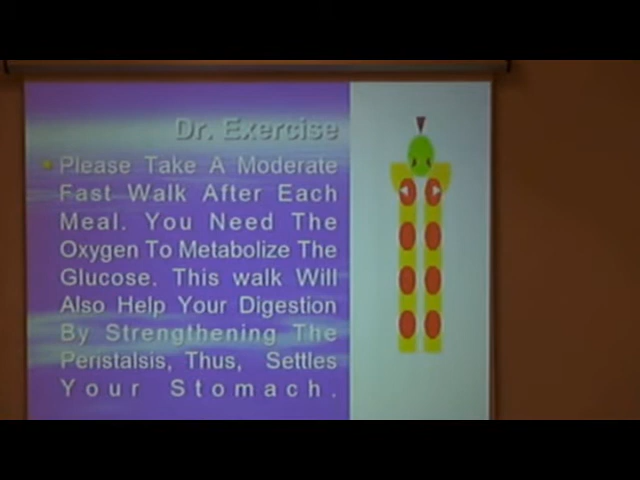 Dr. Exercise
Please Take A Moderate
Fast Walk After Each
Meal. You Need The
Oxygen To Metabolize The
Glucose. This walk Will
Also Help Your Digestion
By Strengthening The
Peristalsis, Thus, Settles
Your Stomach.